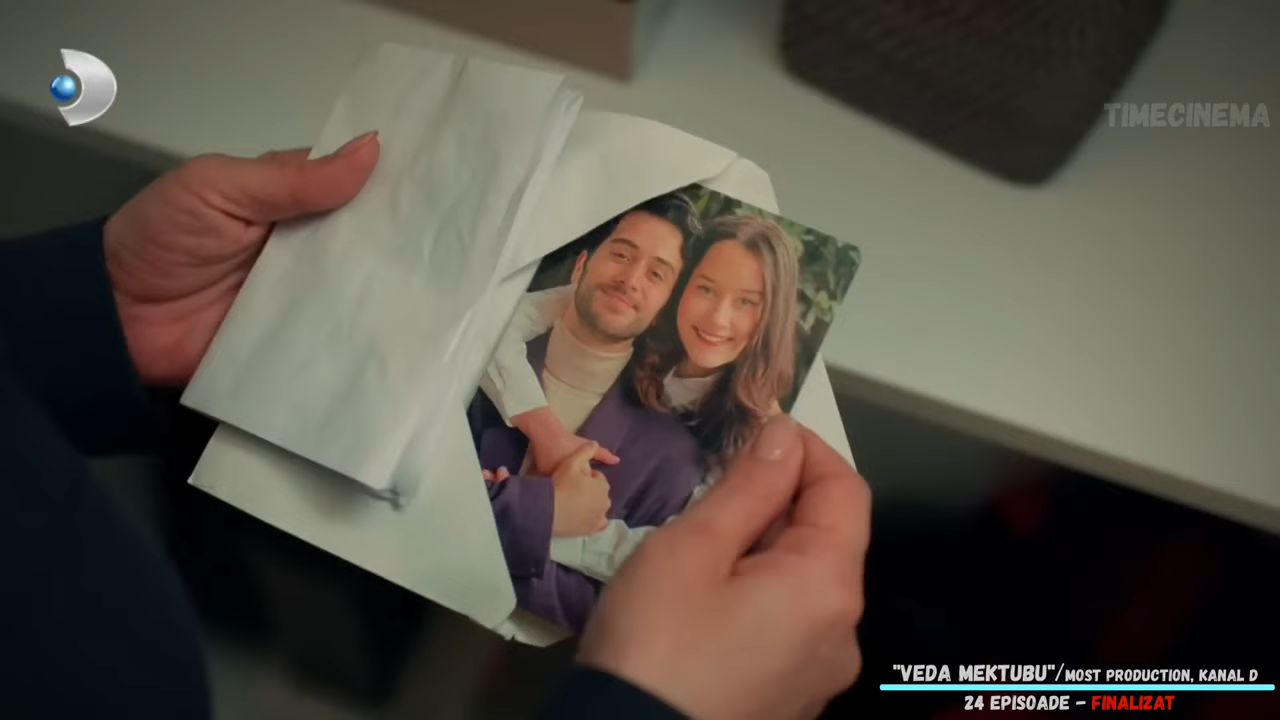 TIMECINEMA
"VEDA MEKTUBU"/MOST PRODUCTION, KANAL D
24 EPISOADE - FINALIZAT